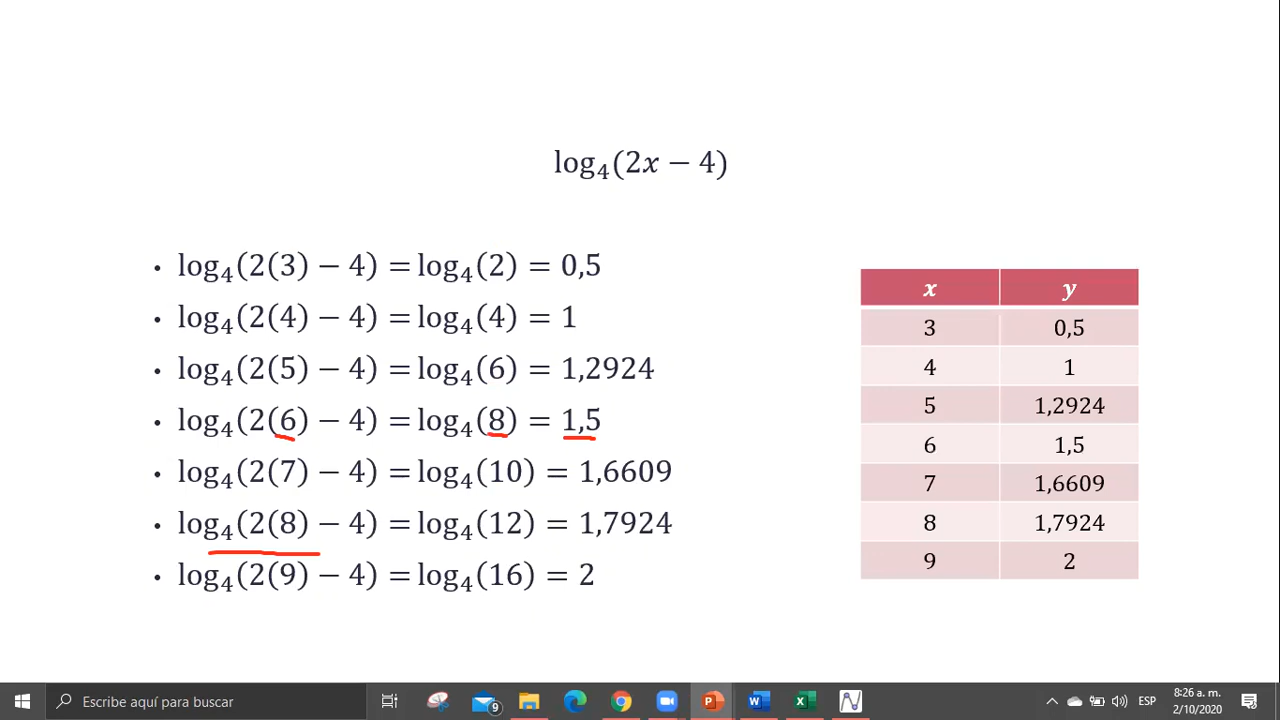 log₄(2x − 4)
• log₄(2(3) − 4) = log₄(2) = 0,5
• log₄(2(4) − 4) = log₄(4) = 1
• log₄(2(5) − 4) = log₄(6) = 1,2924
• log₄(2(6) − 4) = log₄(8) = 1,5
• log₄(2(7) − 4) = log₄(10) = 1,6609
• log₄(2(8) − 4) = log₄(12) = 1,7924
• log₄(2(9) − 4) = log₄(16) = 2
x y
3 0,5
4 1
5 1,2924
6 1,5
7 1,6609
8 1,7924
9 2
Escribe aquí para buscar
9
P
W
X
ESP
8:26 a. m.
2/10/2020